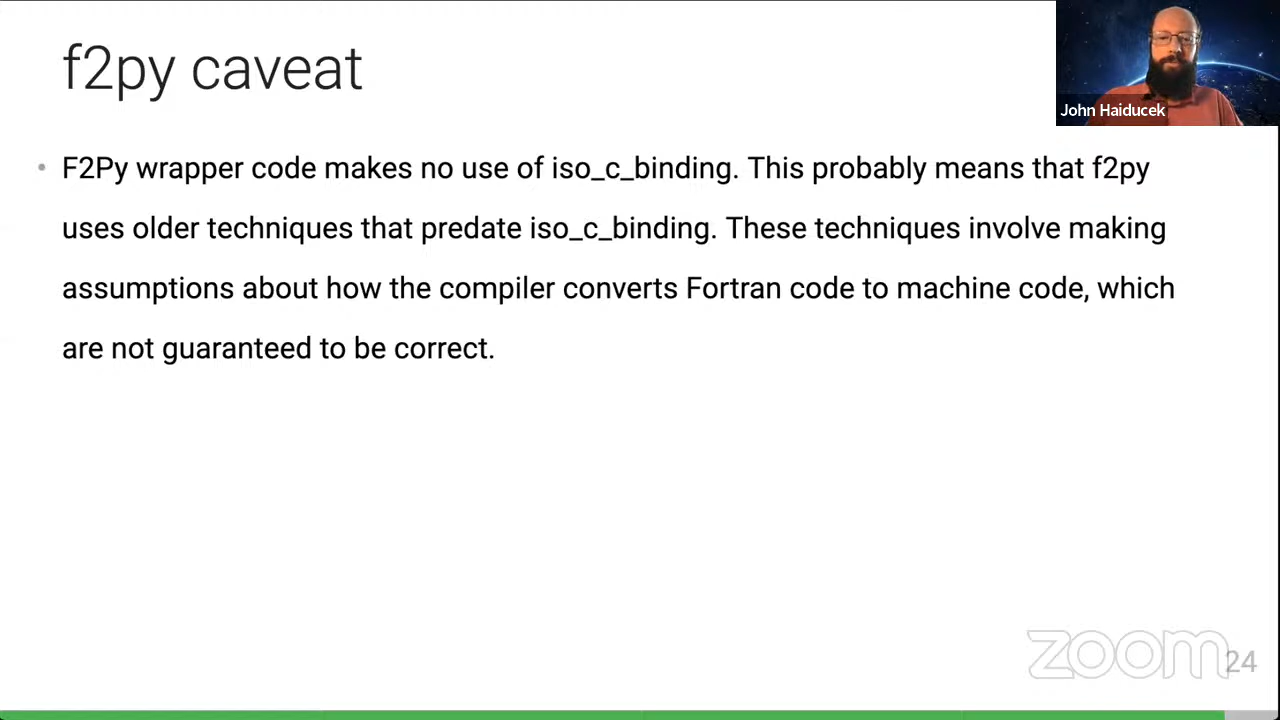 f2py caveat
John Haiducek
• F2Py wrapper code makes no use of iso_c_binding. This probably means that f2py
uses older techniques that predate iso_c_binding. These techniques involve making
assumptions about how the compiler converts Fortran code to machine code, which
are not guaranteed to be correct.
zoom
24